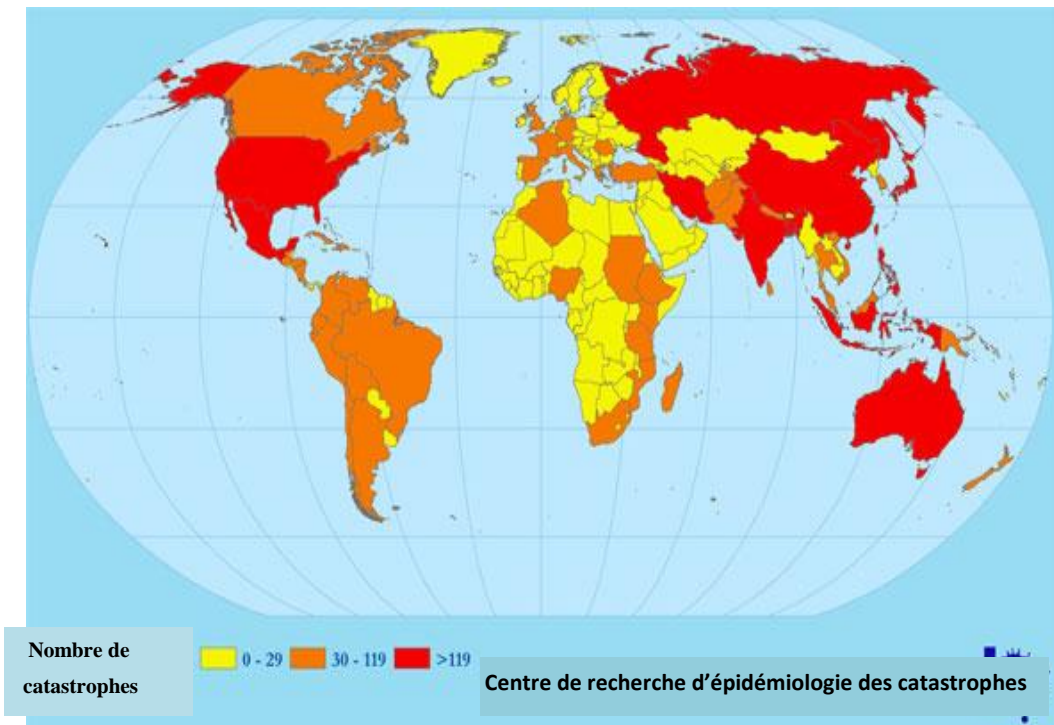 Nombre de
catastrophes
0 - 29 30 - 119 >119
Centre de recherche d'épidémiologie des catastrophes